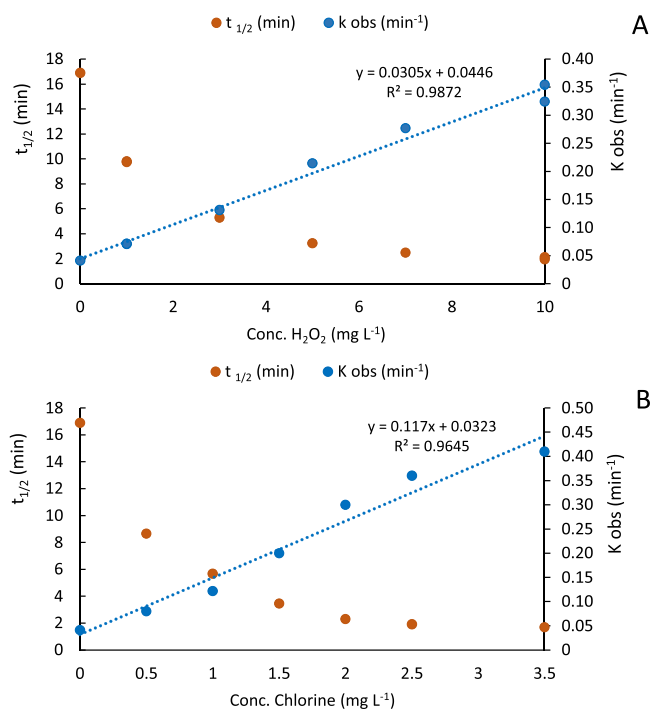 t 1/2 (min) k obs (min-1) A
y = 0.0305x + 0.0446
R² = 0.9872
18 16 14 12 10 8 6 4 2 0
t1/2 (min)
0.40 0.35 0.30 0.25 0.20 0.15 0.10 0.05 0
K obs (min-1)
0 2 4 6 8 10
Conc. H2O2 (mg L-1)
t 1/2 (min) K obs (min-1) B
y = 0.117x + 0.0323
R² = 0.9645
18 16 14 12 10 8 6 4 2 0
t1/2 (min)
0.50 0.45 0.40 0.35 0.30 0.25 0.20 0.15 0.10 0.05 0
K obs (min-1)
0 0.5 1 1.5 2 2.5 3 3.5
Conc. Chlorine (mg L-1)